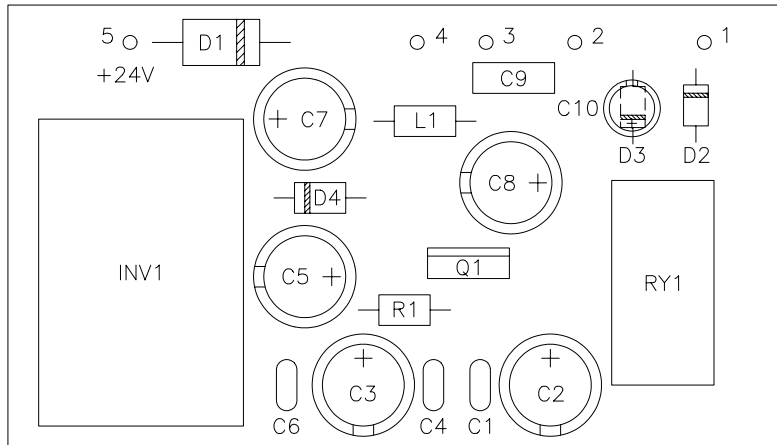 5 D1 4 3 2 1
+24V
C9
C10
C7 L1
D3 D2
C8
D4
INV1 C5 Q1 RY1
R1
C3 C2
C6 C4 C1